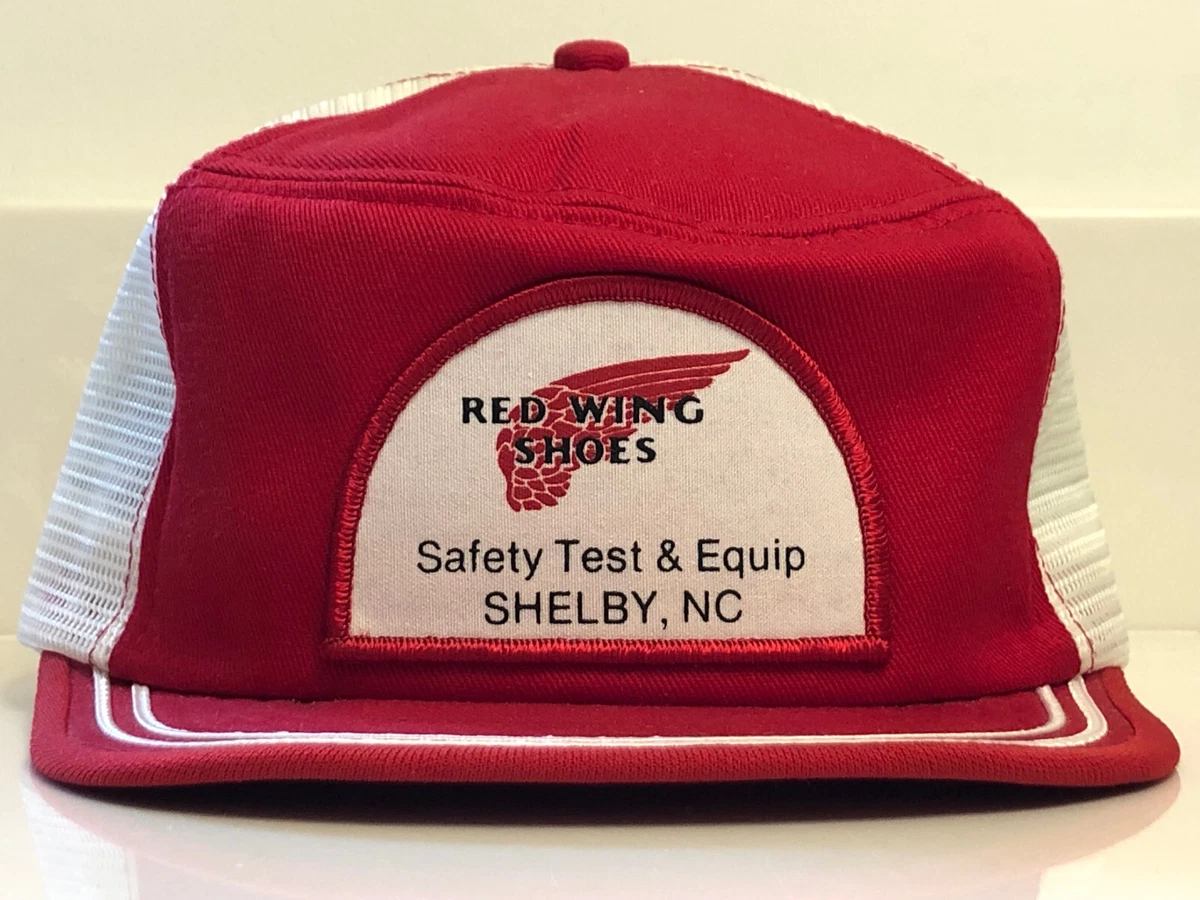 RED WING
SHOES
Safety Test & Equip
SHELBY, NC